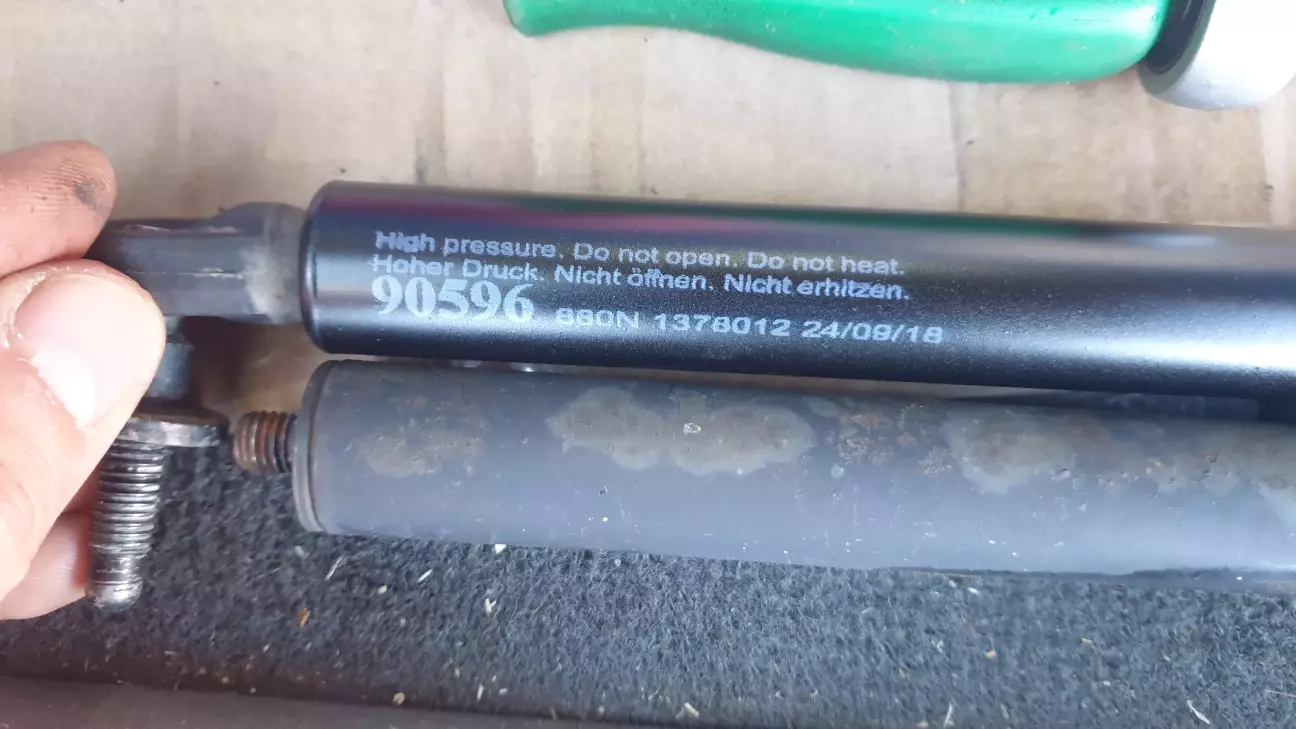 High pressure. Do not open. Do not heat.
Hoher Druck. Nicht öffnen. Nicht erhitzen.
90596 880N 1378012 24/09/18